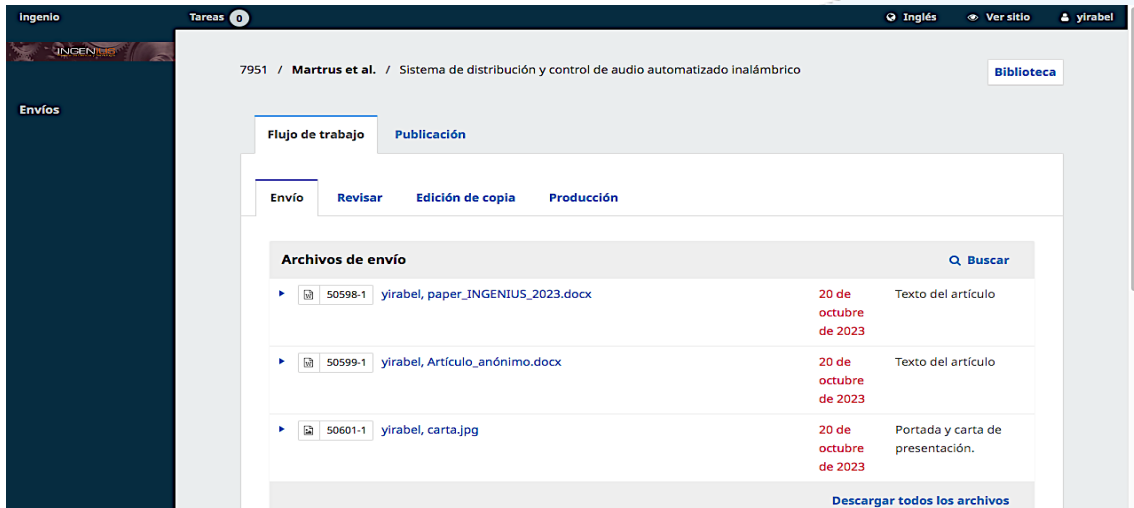 ingenio
Tareas 0
Inglés
Ver sitio
yirabel
INGENIUS
7951 / Martrus et al. / Sistema de distribución y control de audio automatizado inalámbrico
Biblioteca
Envíos
Flujo de trabajo
Publicación
Envío
Revisar
Edición de copia
Producción
Archivos de envío
Buscar
50598-1 yirabel, paper_INGENIUS_2023.docx
20 de
octubre
de 2023
Texto del artículo
50599-1 yirabel, Artículo_anónimo.docx
20 de
octubre
de 2023
Texto del artículo
50601-1 yirabel, carta.jpg
20 de
octubre
de 2023
Portada y carta de
presentación.
Descargar todos los archivos